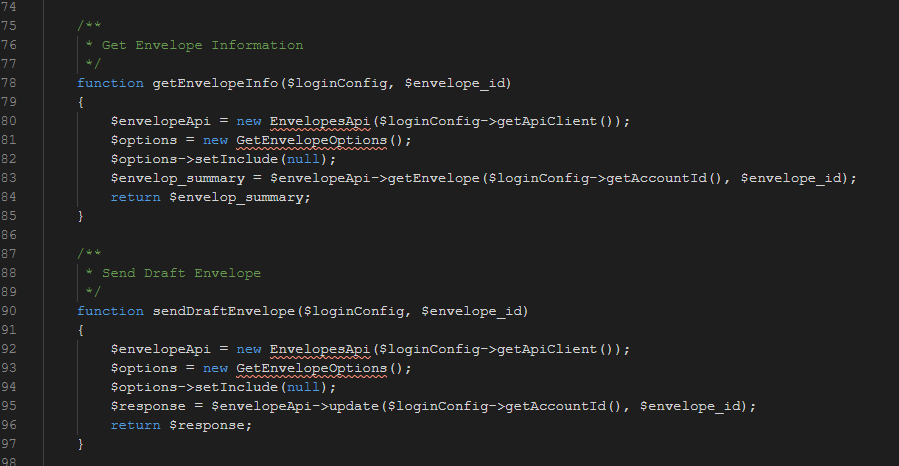 74
75 /**
76 * Get Envelope Information
77 */
78 function getEnvelopeInfo($loginConfig, $envelope_id)
79 {
80 $envelopeApi = new EnvelopesApi($loginConfig->getApiClient());
81 $options = new GetEnvelopeOptions();
82 $options->setInclude(null);
83 $envelop_summary = $envelopeApi->getEnvelope($loginConfig->getAccountId(), $envelope_id);
84 return $envelop_summary;
85 }
86
87 /**
88 * Send Draft Envelope
89 */
90 function sendDraftEnvelope($loginConfig, $envelope_id)
91 {
92 $envelopeApi = new EnvelopesApi($loginConfig->getApiClient());
93 $options = new GetEnvelopeOptions();
94 $options->setInclude(null);
95 $response = $envelopeApi->update($loginConfig->getAccountId(), $envelope_id);
96 return $response;
97 }
98